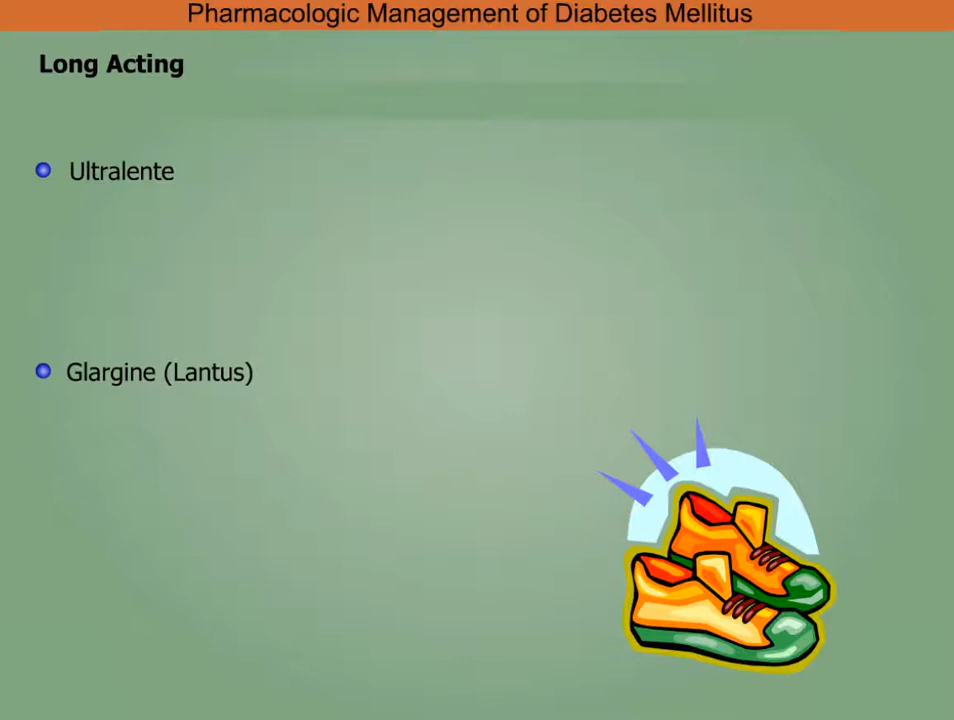 Pharmacologic Management of Diabetes Mellitus
Long Acting
Ultralente
Glargine (Lantus)